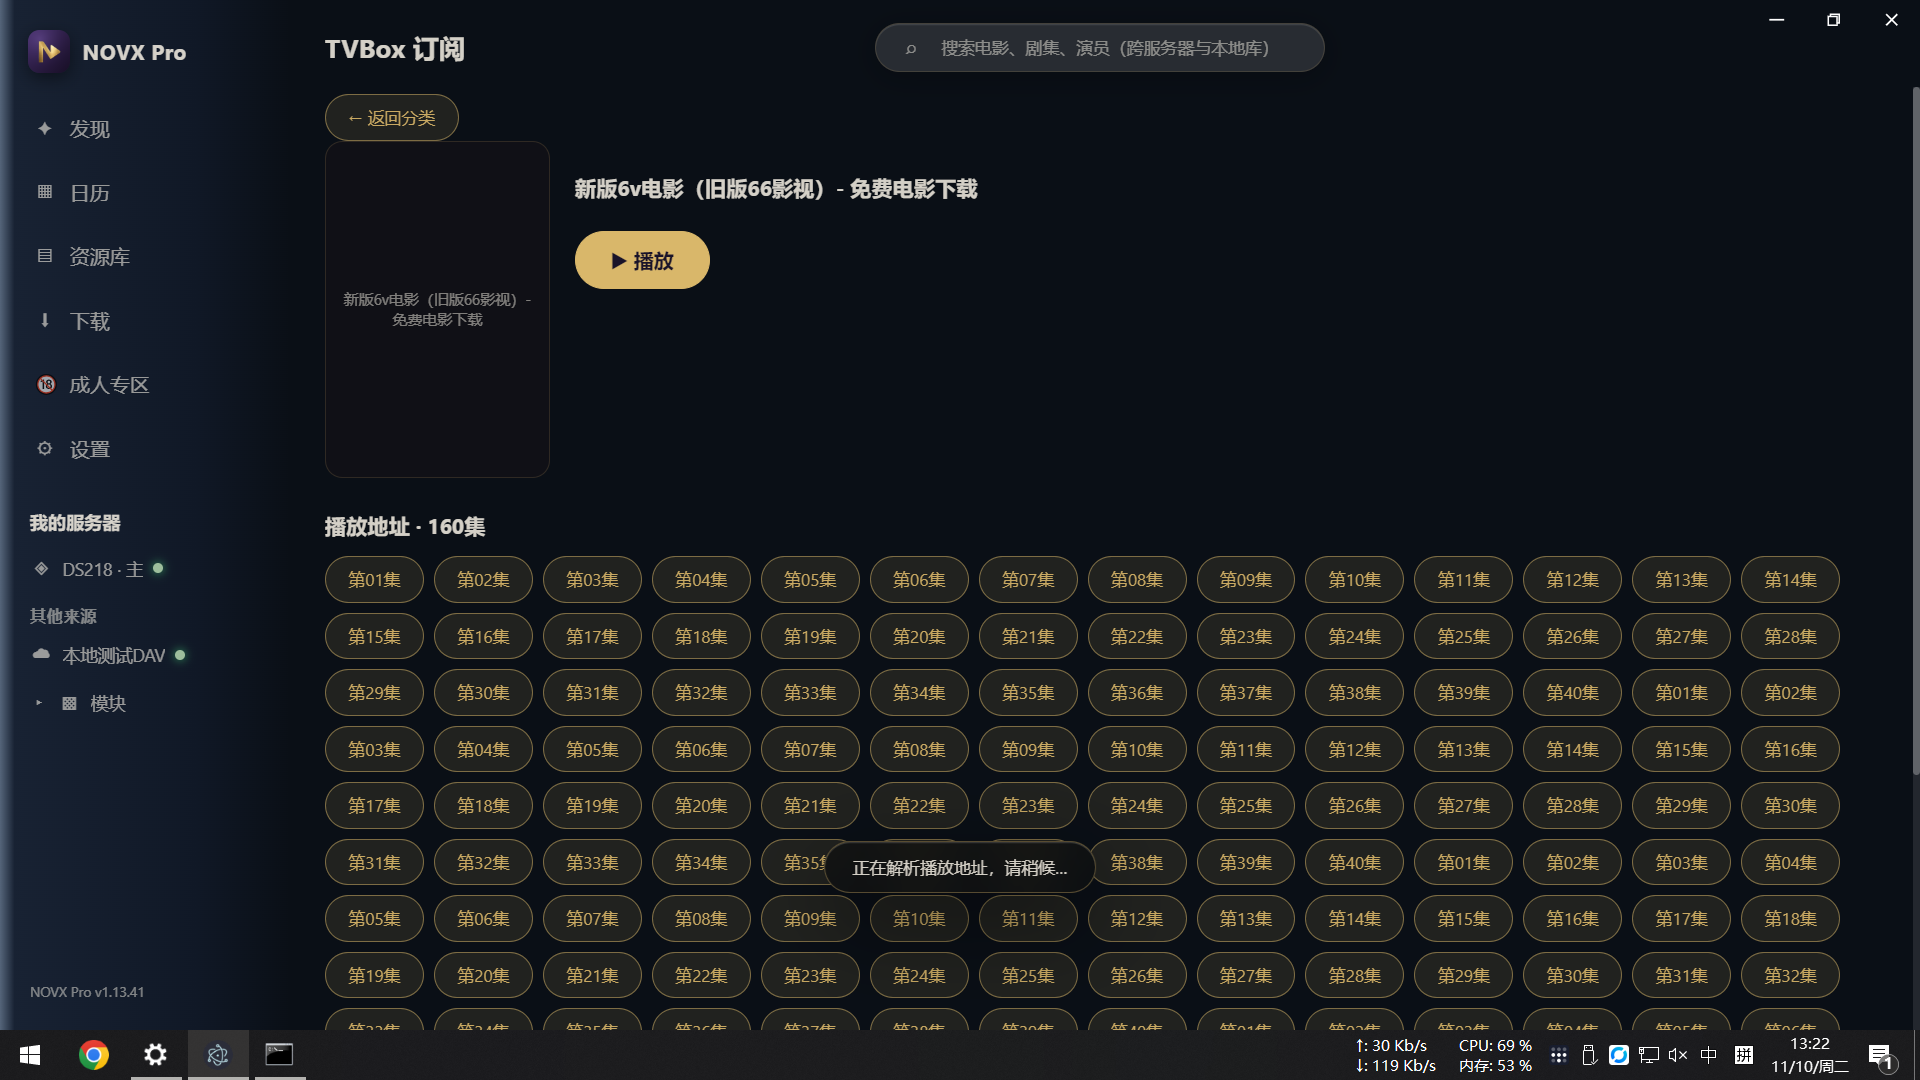 NOVX Pro
TVBox 订阅
搜索电影、剧集、演员（跨服务器与本地库）
← 返回分类
发现
日历
资源库
下载
18 成人专区
设置
我的服务器
DS218 · 主
其他来源
本地测试DAV
模块
NOVX Pro v1.13.41
新版6v电影（旧版66影视）-
免费电影下载
新版6v电影（旧版66影视）- 免费电影下载
▶ 播放
播放地址 · 160集
第01集 第02集 第03集 第04集 第05集 第06集 第07集 第08集 第09集 第10集 第11集 第12集 第13集 第14集
第15集 第16集 第17集 第18集 第19集 第20集 第21集 第22集 第23集 第24集 第25集 第26集 第27集 第28集
第29集 第30集 第31集 第32集 第33集 第34集 第35集 第36集 第37集 第38集 第39集 第40集 第01集 第02集
第03集 第04集 第05集 第06集 第07集 第08集 第09集 第10集 第11集 第12集 第13集 第14集 第15集 第16集
第17集 第18集 第19集 第20集 第21集 第22集 第23集 第24集 第25集 第26集 第27集 第28集 第29集 第30集
第31集 第32集 第33集 第34集 第35集 第38集 第39集 第40集 第01集 第02集 第03集 第04集
正在解析播放地址，请稍候...
第05集 第06集 第07集 第08集 第09集 第10集 第11集 第12集 第13集 第14集 第15集 第16集 第17集 第18集
第19集 第20集 第21集 第22集 第23集 第24集 第25集 第26集 第27集 第28集 第29集 第30集 第31集 第32集
↑: 30 Kb/s
↓: 119 Kb/s
CPU: 69 %
内存: 53 %
中
拼
13:22
11/10/周二
1